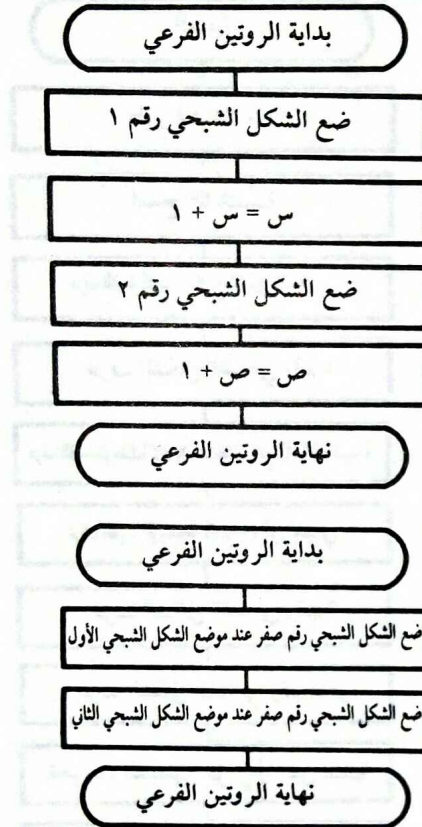 بداية الروتين الفرعي
ضع الشكل الشبحي رقم ١
س = س + ١
ضع الشكل الشبحي رقم ٢
ص = ص + ١
نهاية الروتين الفرعي
بداية الروتين الفرعي
ضع الشكل الشبحي رقم صفر عند موضع الشكل الشبحي الأول
ضع الشكل الشبحي رقم صفر عند موضع الشكل الشبحي الثاني
نهاية الروتين الفرعي